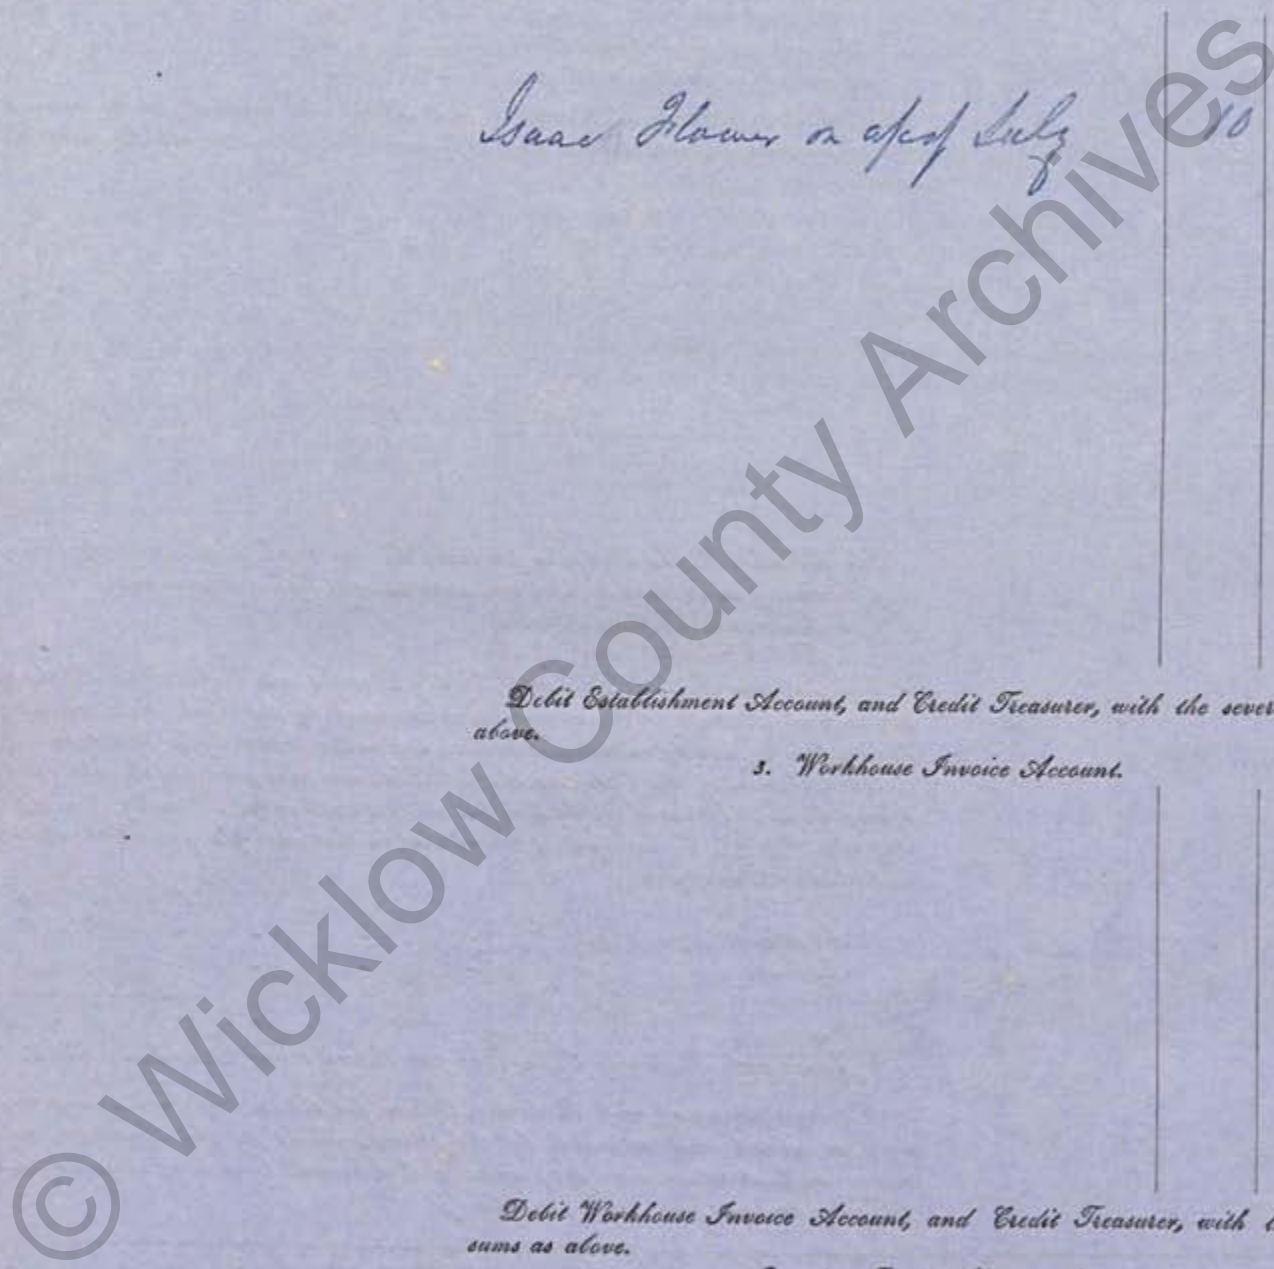 Isaac Flower on a/c of July 10
Debit Establishment Account, and Credit Treasurer, with the sever
above.
3. Workhouse Invoice Account.
Debit Workhouse Invoice Account, and Credit Treasurer, with
sums as above.
© Wicklow County Archives